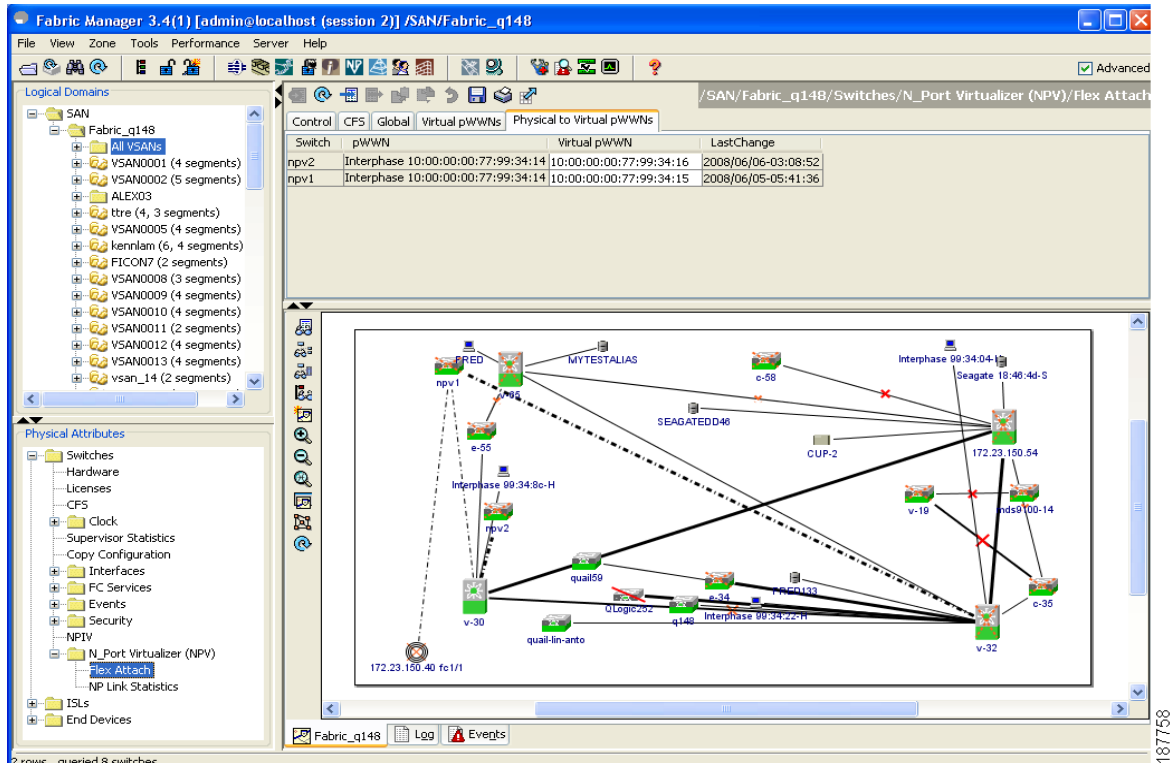 Fabric Manager 3.4(1) [admin@localhost (session 2)] /SAN/Fabric_q148
File View Zone Tools Performance Server Help
Advanced
Logical Domains
SAN
Fabric_q148
All VSANs
VSAN0001 (4 segments)
VSAN0002 (5 segments)
ALEX03
ttre (4, 3 segments)
VSAN0005 (4 segments)
kennlam (6, 4 segments)
FICON7 (2 segments)
VSAN0008 (3 segments)
VSAN0009 (4 segments)
VSAN0010 (4 segments)
VSAN0011 (2 segments)
VSAN0012 (4 segments)
VSAN0013 (4 segments)
vsan_14 (2 segments)
Physical Attributes
Switches
Hardware
Licenses
CFS
Clock
Supervisor Statistics
Copy Configuration
Interfaces
FC Services
Events
Security
NPIV
N_Port Virtualizer (NPV)
Flex Attach
NP Link Statistics
ISLs
End Devices
2 rows queried 8 switches
/SAN/Fabric_q148/Switches/N_Port Virtualizer (NPV)/Flex Attach
Control CFS Global Virtual pWWNs Physical to Virtual pWWNs
Switch pWWN Virtual pWWN LastChange
npv2 Interphase 10:00:00:00:77:99:34:14 10:00:00:00:77:99:34:16 2008/06/06-03:08:52
npv1 Interphase 10:00:00:00:77:99:34:14 10:00:00:00:77:99:34:15 2008/06/05-05:41:36
FRED
MYTESTALIAS
Interphase 99:34:04-H
npv1
c-58
Seagate 18:46:4d-S
SEAGATEDD46
e-55
CUP-2
172.23.150.54
Interphase 99:34:8c-H
v-19
mds9100-14
npv2
quail59
e-34
FRED133
c-35
QLogic252
v-30
q148
Interphase 99:34:22-H
quail-lin-anto
v-32
172.23.150.40 fc1/1
Fabric_q148 Log Events
187758